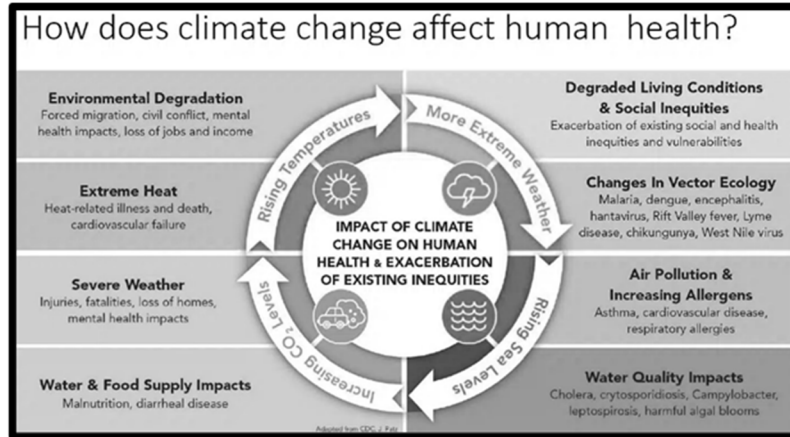 How does climate change affect human health?
Environmental Degradation
Forced migration, civil conflict, mental
health impacts, loss of jobs and income
Extreme Heat
Heat-related illness and death,
cardiovascular failure
Severe Weather
Injuries, fatalities, loss of homes,
mental health impacts
Water & Food Supply Impacts
Malnutrition, diarrheal disease
Rising Temperatures
More Extreme Weather
Rising Sea Levels
Increasing CO2 Levels
IMPACT OF CLIMATE
CHANGE ON HUMAN
HEALTH & EXACERBATION
OF EXISTING INEQUITIES
Degraded Living Conditions
& Social Inequities
Exacerbation of existing social and health
inequities and vulnerabilities
Changes In Vector Ecology
Malaria, dengue, encephalitis,
hantavirus, Rift Valley fever, Lyme
disease, chikungunya, West Nile virus
Air Pollution &
Increasing Allergens
Asthma, cardiovascular disease,
respiratory allergies
Water Quality Impacts
Cholera, crytosporidiosis, Campylobacter,
leptospirosis, harmful algal blooms
Adapted from CDC, J. Patz